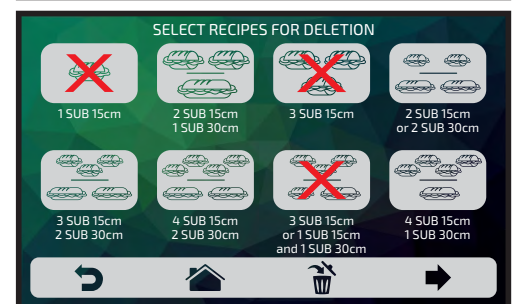 SELECT RECIPES FOR DELETION
1 SUB 15cm
2 SUB 15cm
1 SUB 30cm
3 SUB 15cm
2 SUB 15cm
or 2 SUB 30cm
3 SUB 15cm
2 SUB 30cm
4 SUB 15cm
2 SUB 30cm
3 SUB 15cm
or 1 SUB 15cm
and 1 SUB 30cm
4 SUB 15cm
1 SUB 30cm